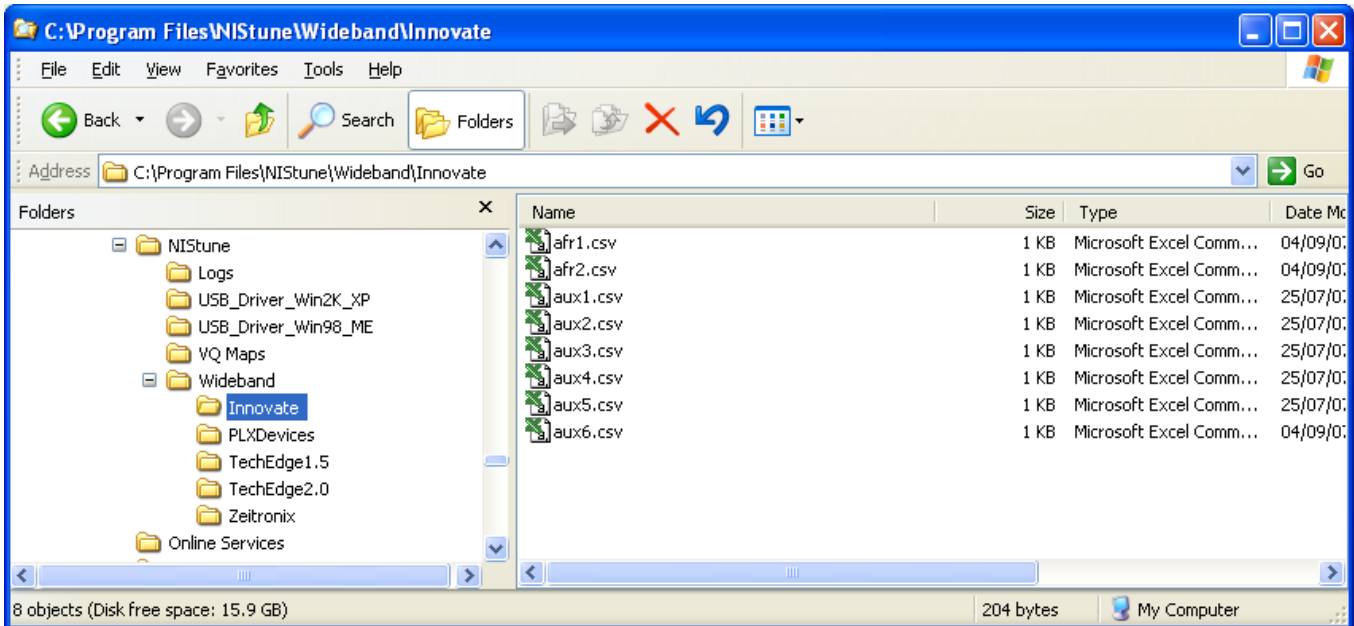 C:\Program Files\NIStune\Wideband\Innovate
File Edit View Favorites Tools Help
Back Search Folders
Address C:\Program Files\NIStune\Wideband\Innovate Go
Folders x Name Size Type Date Mo
NIStune afr1.csv 1 KB Microsoft Excel Comm... 04/09/07
Logs afr2.csv 1 KB Microsoft Excel Comm... 04/09/07
USB_Driver_Win2K_XP aux1.csv 1 KB Microsoft Excel Comm... 25/07/07
USB_Driver_Win98_ME aux2.csv 1 KB Microsoft Excel Comm... 25/07/07
VQ Maps aux3.csv 1 KB Microsoft Excel Comm... 25/07/07
Wideband aux4.csv 1 KB Microsoft Excel Comm... 25/07/07
Innovate aux5.csv 1 KB Microsoft Excel Comm... 25/07/07
PLXDevices aux6.csv 1 KB Microsoft Excel Comm... 04/09/07
TechEdge1.5
TechEdge2.0
Zeitronix
Online Services
8 objects (Disk free space: 15.9 GB) 204 bytes My Computer